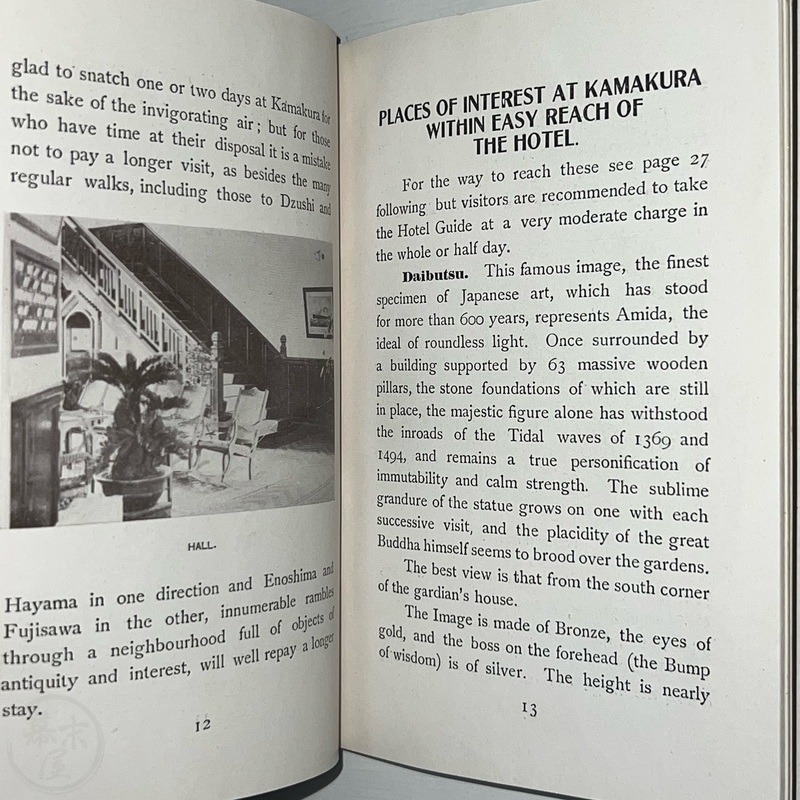 glad to snatch one or two days at Kamakura for
the sake of the invigorating air; but for those
who have time at their disposal it is a mistake
not to pay a longer visit, as besides the many
regular walks, including those to Dzushi and
HALL.
Hayama in one direction and Enoshima and
Fujisawa in the other, innumerable rambles
through a neighbourhood full of objects of
antiquity and interest, will well repay a longer
stay.
12
PLACES OF INTEREST AT KAMAKURA
WITHIN EASY REACH OF
THE HOTEL.
For the way to reach these see page 27
following but visitors are recommended to take
the Hotel Guide at a very moderate charge in
the whole or half day.
Daibutsu. This famous image, the finest
specimen of Japanese art, which has stood
for more than 600 years, represents Amida, the
ideal of roundless light. Once surrounded by
a building supported by 63 massive wooden
pillars, the stone foundations of which are still
in place, the majestic figure alone has withstood
the inroads of the Tidal waves of 1369 and
1494, and remains a true personification of
immutability and calm strength. The sublime
grandure of the statue grows on one with each
successive visit, and the placidity of the great
Buddha himself seems to brood over the gardens.
The best view is that from the south corner
of the gardian's house.
The Image is made of Bronze, the eyes of
gold, and the boss on the forehead (the Bump
of wisdom) is of silver. The height is nearly
13
幕末屋